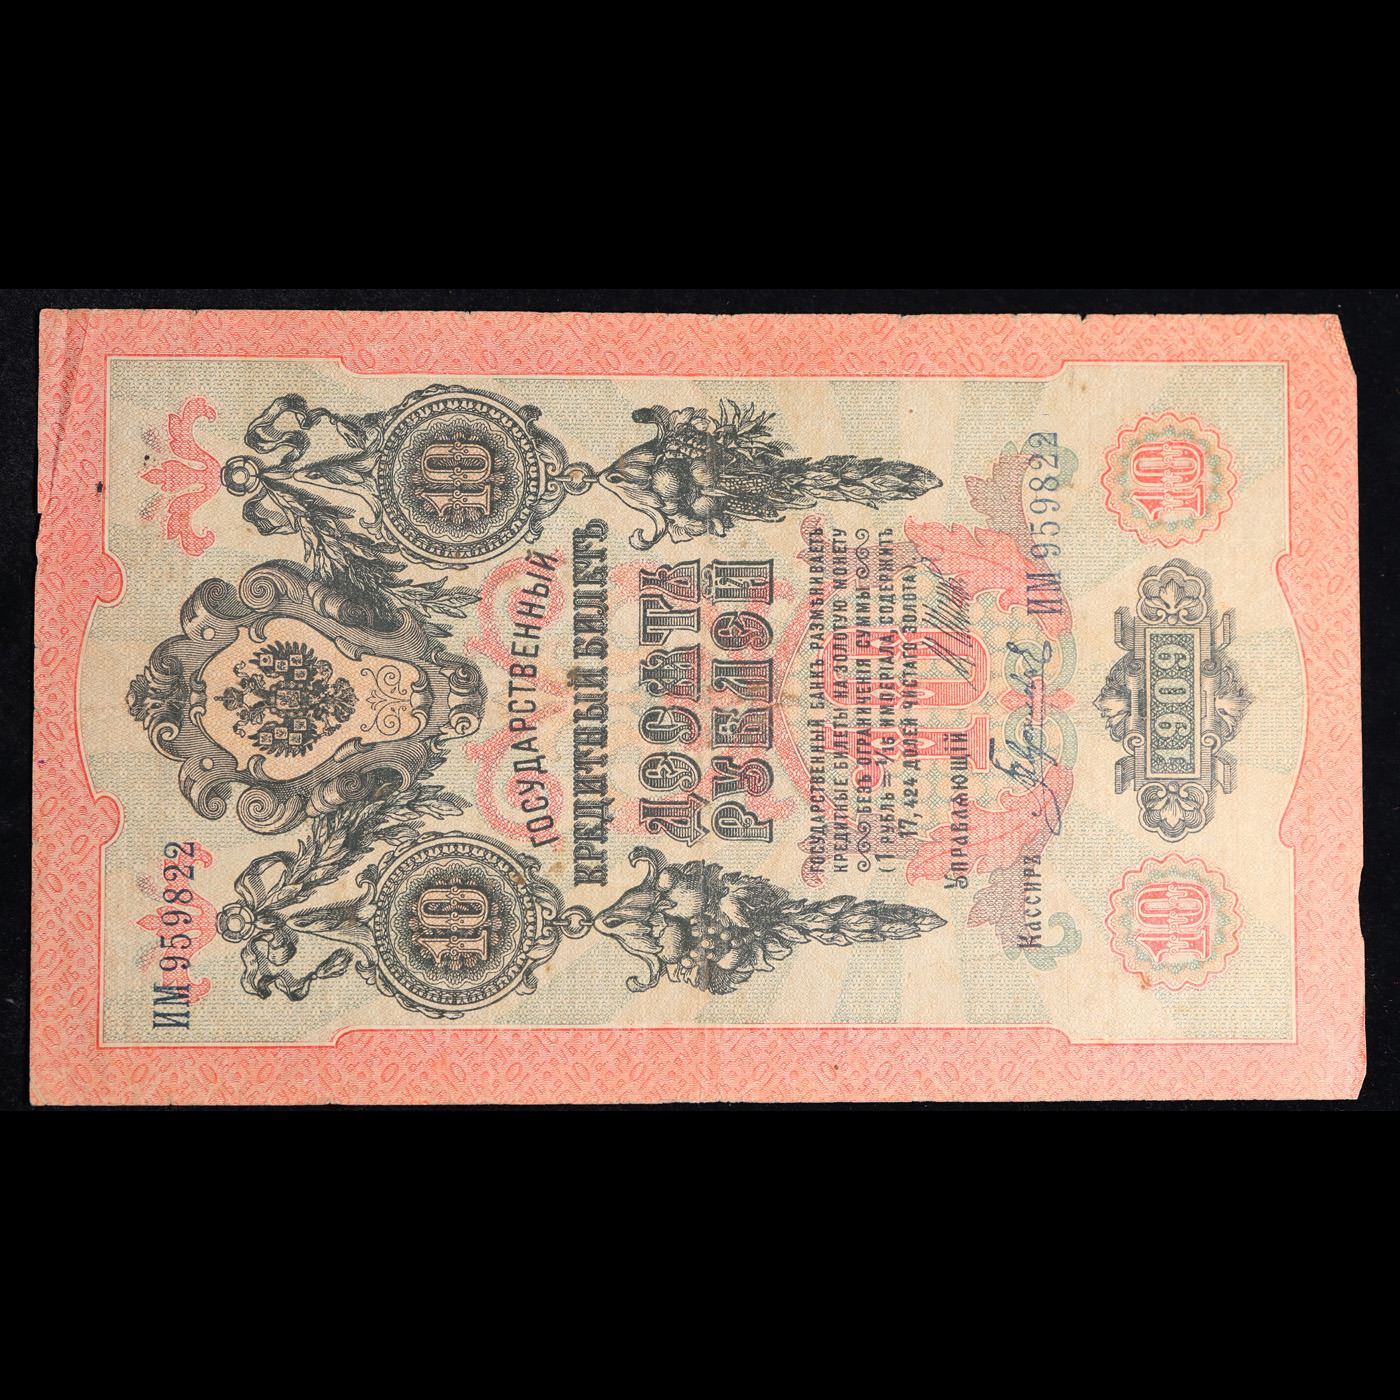 ИМ 959822
10
10
ГОСУДАРСТВЕННЫЙ
КРЕДИТНЫЙ БИЛЕТЪ
ДЕСЯТЬ
РУБЛЕЙ
ГОСУДАРСТВЕННЫЙ БАНКЪ РАЗМѢНИВАЕТЪ
КРЕДИТНЫЕ БИЛЕТЫ НА ЗОЛОТУЮ МОНЕТУ
БЕЗЪ ОГРАНИЧЕНІЯ СУММЫ
(1 РУБЛЬ = 1/15 ИМПЕРІАЛА, СОДЕРЖИТЪ
17,424 ДОЛЕЙ ЧИСТАГО ЗОЛОТА).
10
Управляющій
Кассиръ
ИМ 959822
10
10
1909